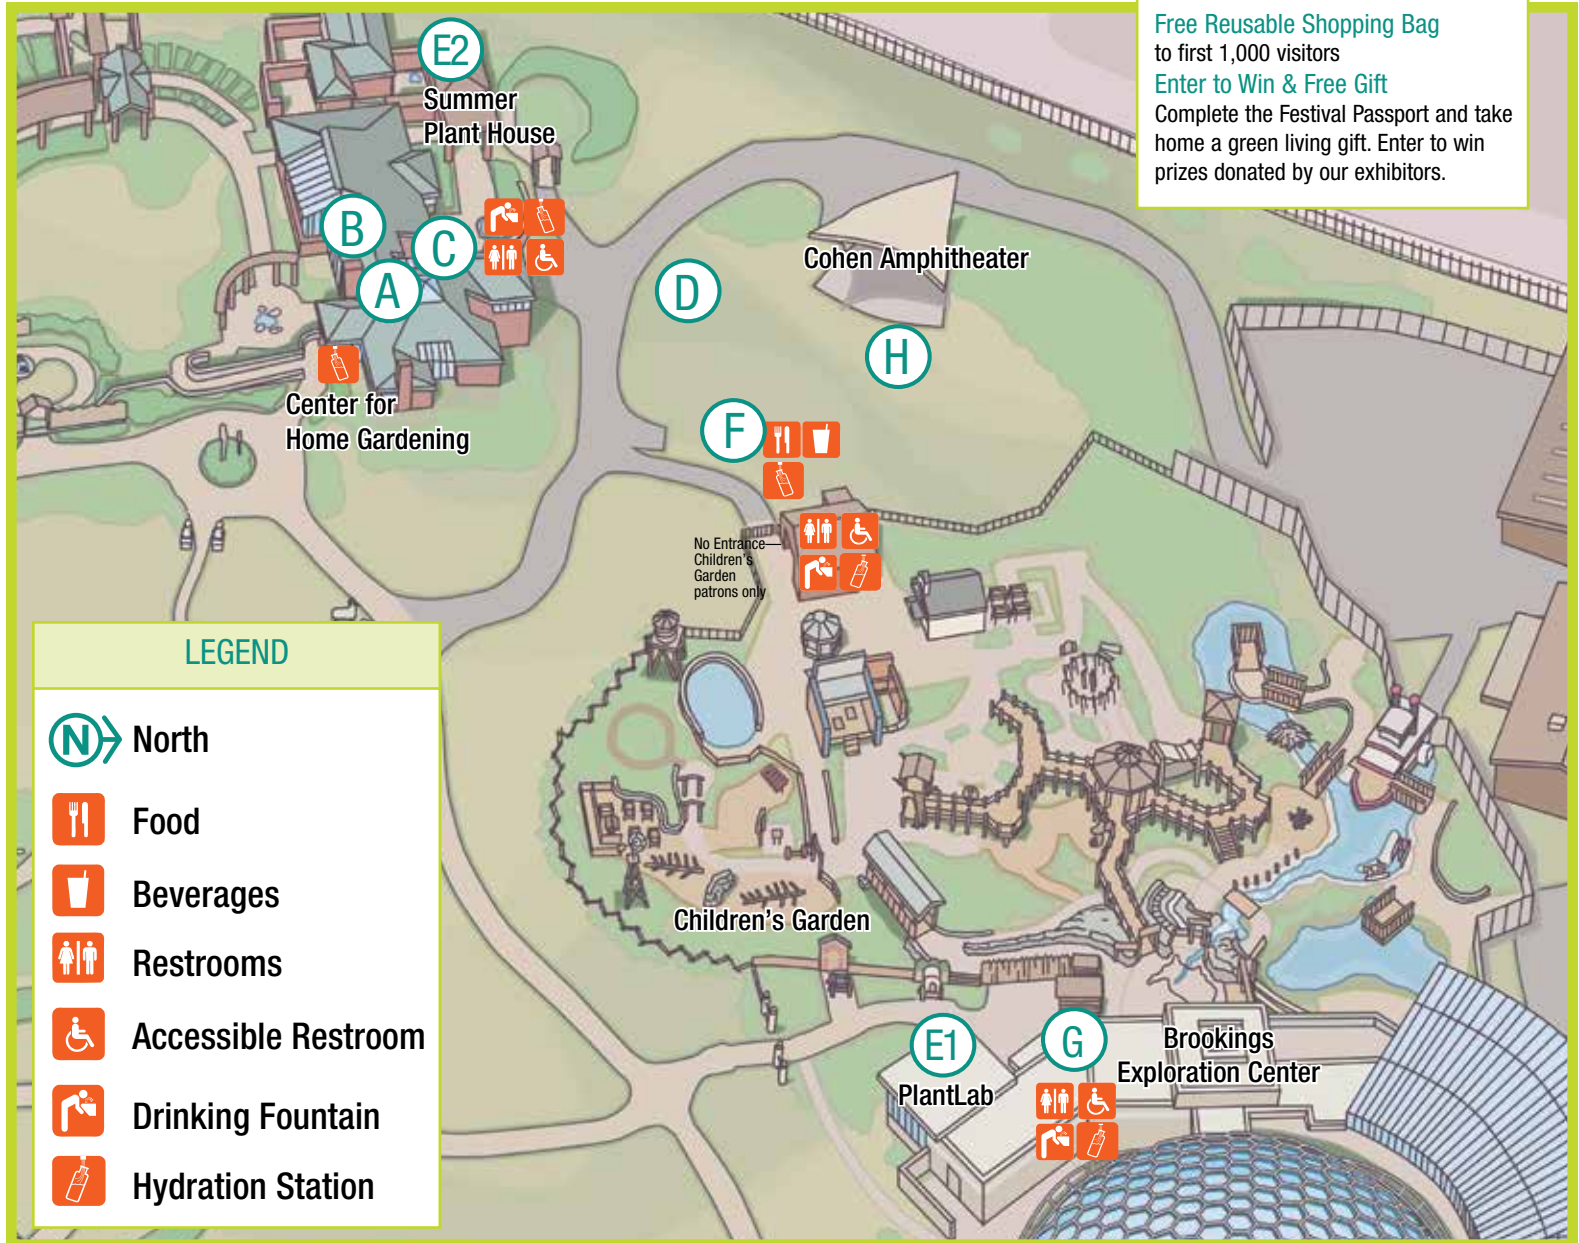 Free Reusable Shopping Bag
to first 1,000 visitors
Enter to Win & Free Gift
Complete the Festival Passport and take
home a green living gift. Enter to win
prizes donated by our exhibitors.
E2
Summer
Plant House
B
C
A
D
Cohen Amphitheater
H
Center for
Home Gardening
F
No Entrance—
Children's
Garden
patrons only
LEGEND
N North
Food
Beverages
Restrooms
Accessible Restroom
Drinking Fountain
Hydration Station
Children's Garden
E1
PlantLab
G
Brookings
Exploration Center